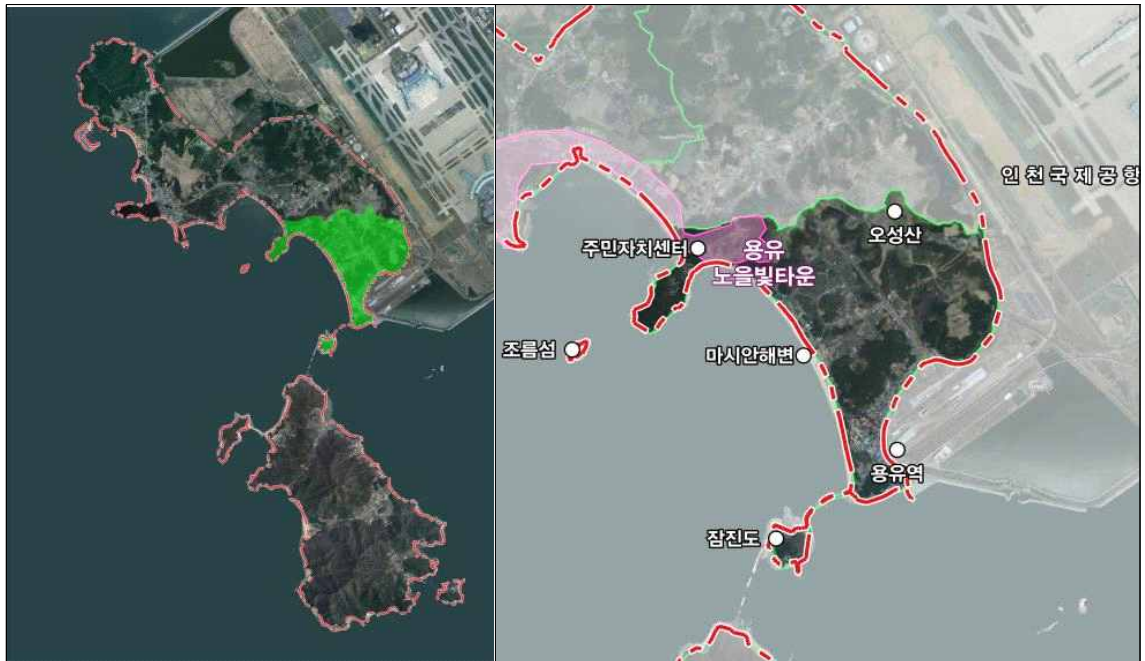 인천국제공항
오성산
주민자치센터
용유
노을빛타운
조름섬
마시안해변
용유역
잠진도